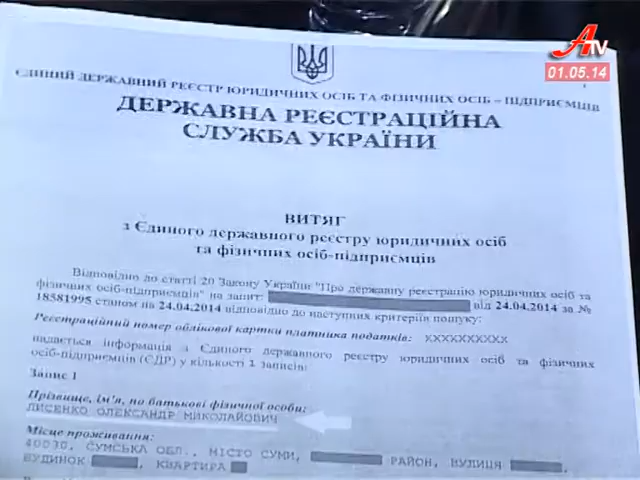 ATV
01.05.14
ЄДИНИЙ ДЕРЖАВНИЙ РЕЄСТР ЮРИДИЧНИХ ОСІБ ТА ФІЗИЧНИХ ОСІБ – ПІДПРИЄМЦІВ
ДЕРЖАВНА РЕЄСТРАЦІЙНА
СЛУЖБА УКРАЇНИ
ВИТЯГ
з Єдиного державного реєстру юридичних осіб
та фізичних осіб-підприємців
Відповідно до статті 20 Закону України "Про державну реєстрацію юридичних осіб та
фізичних осіб-підприємців" на запит: від 24.04.2014 за №
18581995 станом на 24.04.2014 відповідно до наступних критеріїв пошуку:
Реєстраційний номер облікової картки платника податків: XXXXXXXXXX
надається інформація з Єдиного державного реєстру юридичних осіб та фізичних
осіб-підприємців (ЄДР) у кількості 1 записів:
Запис 1
Прізвище, ім'я, по батькові фізичної особи:
ЛИСЕНКО ОЛЕКСАНДР МИКОЛАЙОВИЧ
Місце проживання:
40030, СУМСЬКА ОБЛ., МІСТО СУМИ, РАЙОН, ВУЛИЦЯ
БУДИНОК , КВАРТИРА